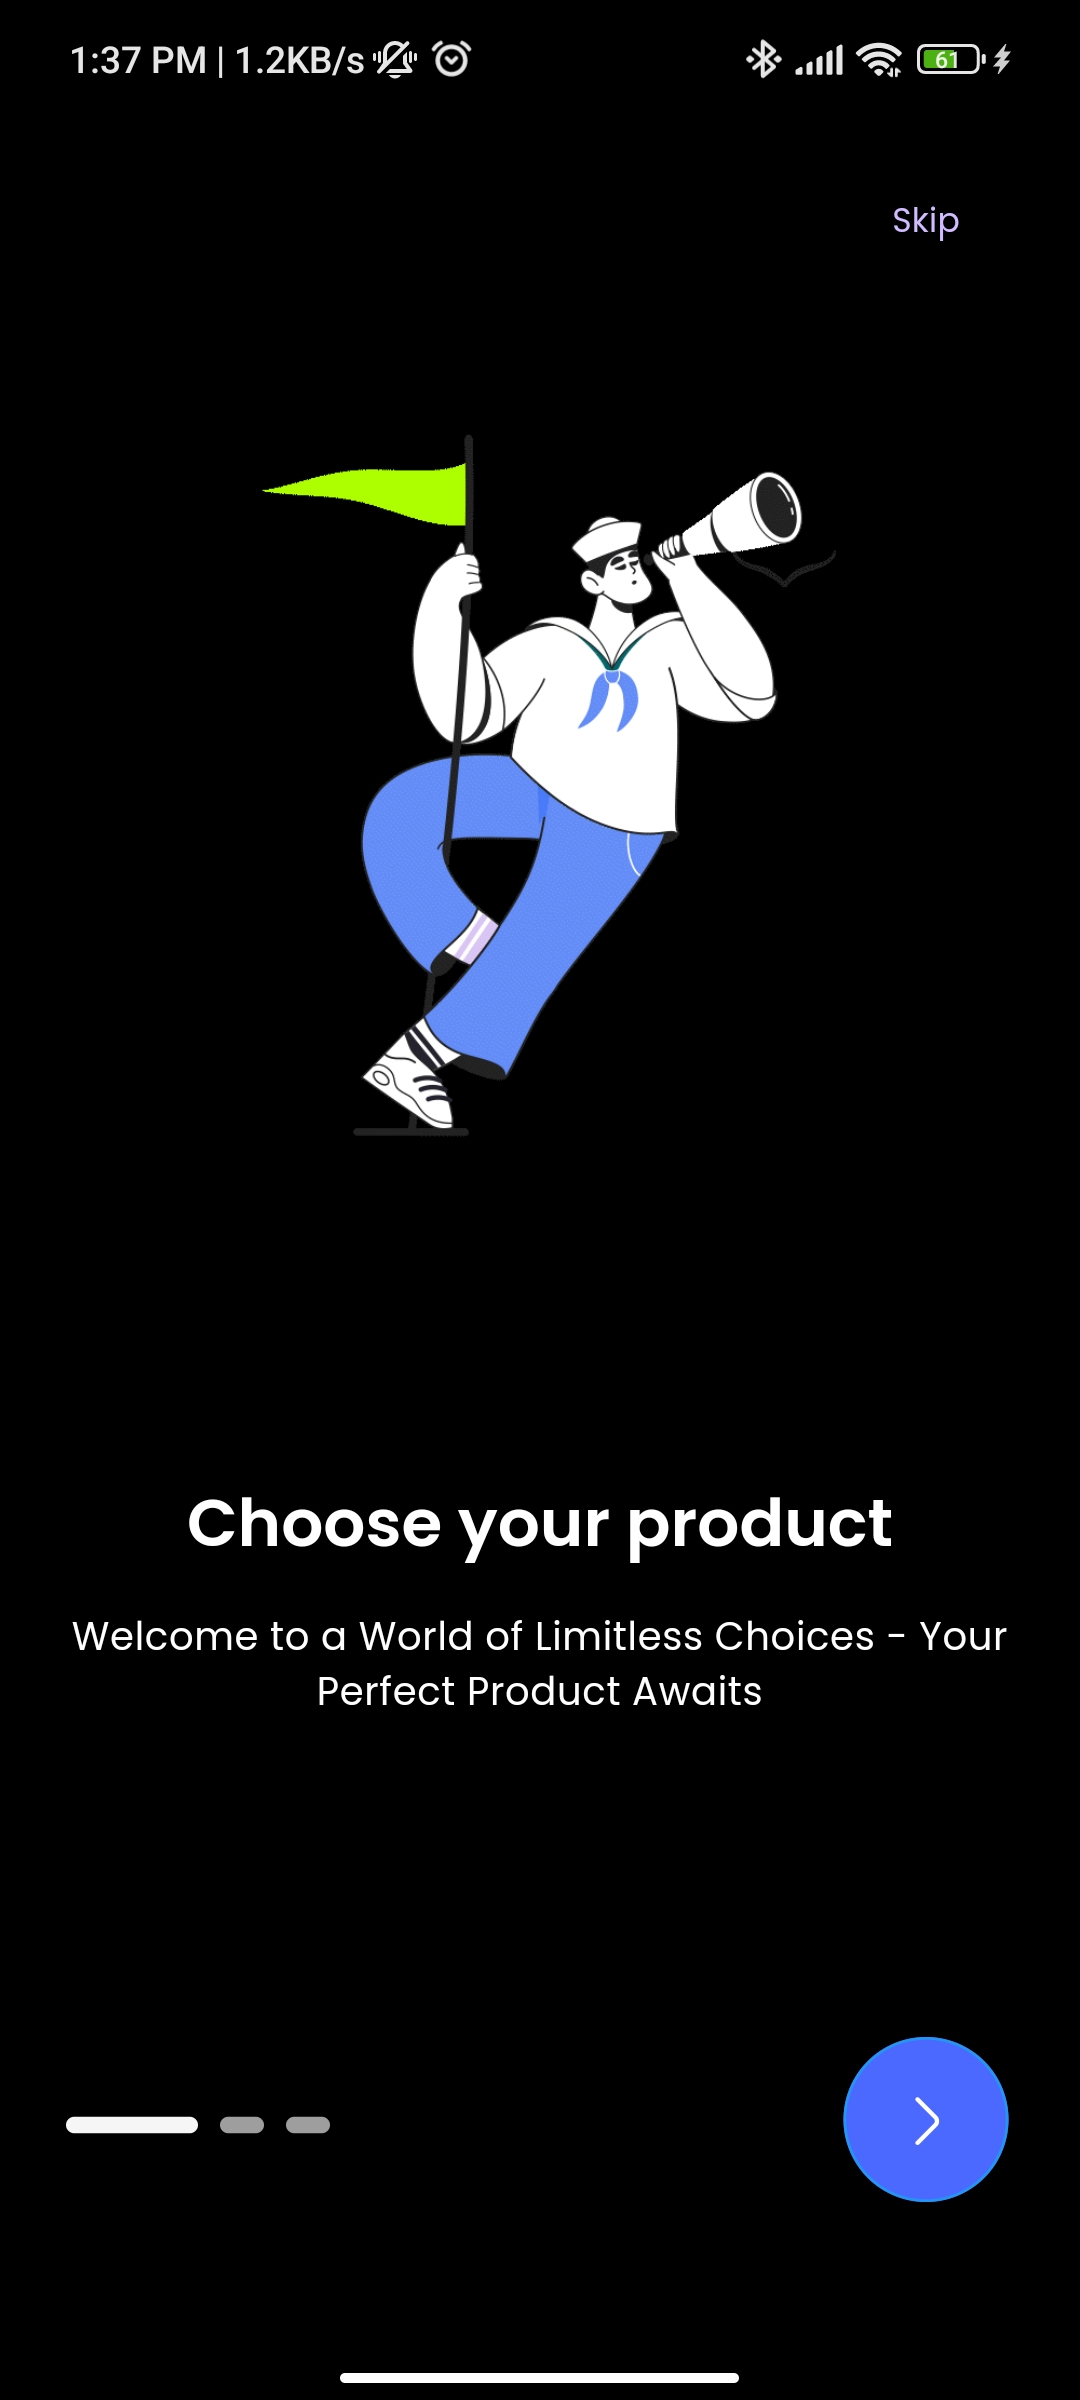 1:37 PM | 1.2KB/s
61
Skip
Choose your product
Welcome to a World of Limitless Choices - Your
Perfect Product Awaits